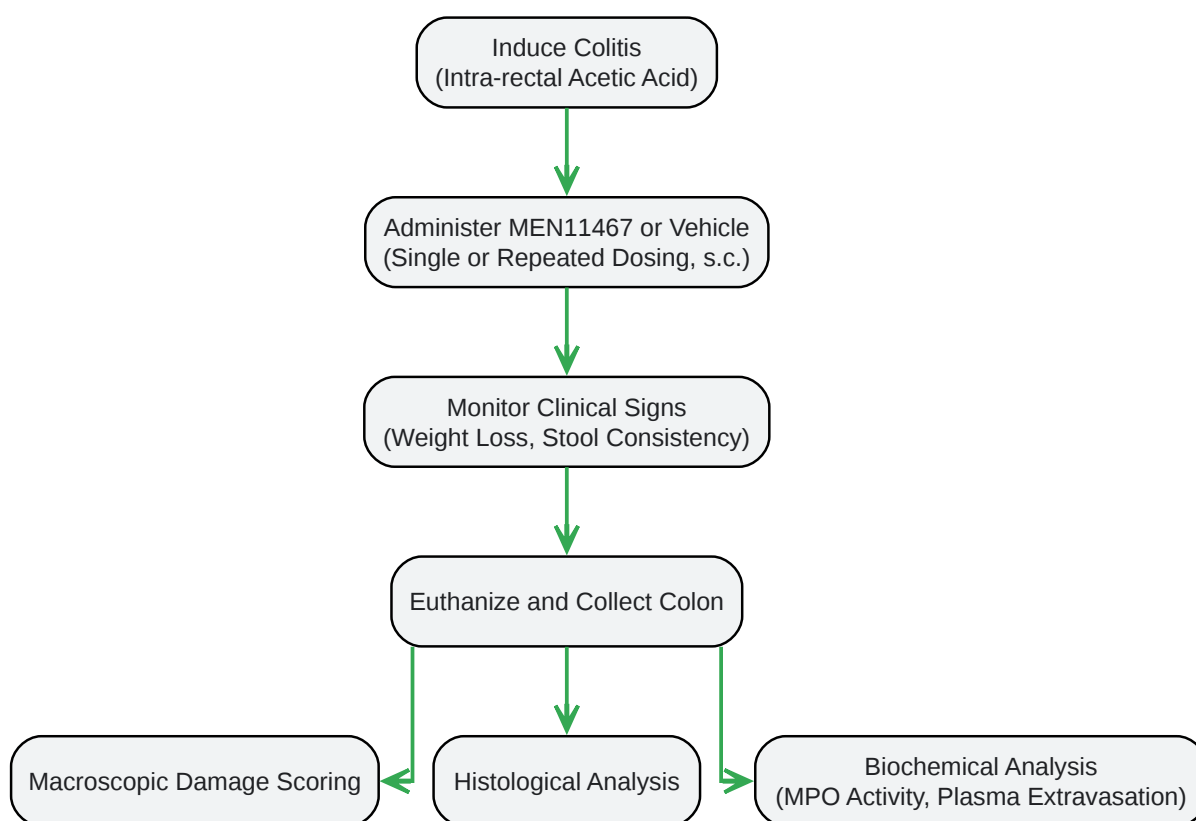 Induce Colitis
(Intra-rectal Acetic Acid)
Administer MEN11467 or Vehicle
(Single or Repeated Dosing, s.c.)
Monitor Clinical Signs
(Weight Loss, Stool Consistency)
Euthanize and Collect Colon
Macroscopic Damage Scoring
Histological Analysis
Biochemical Analysis
(MPO Activity, Plasma Extravasation)